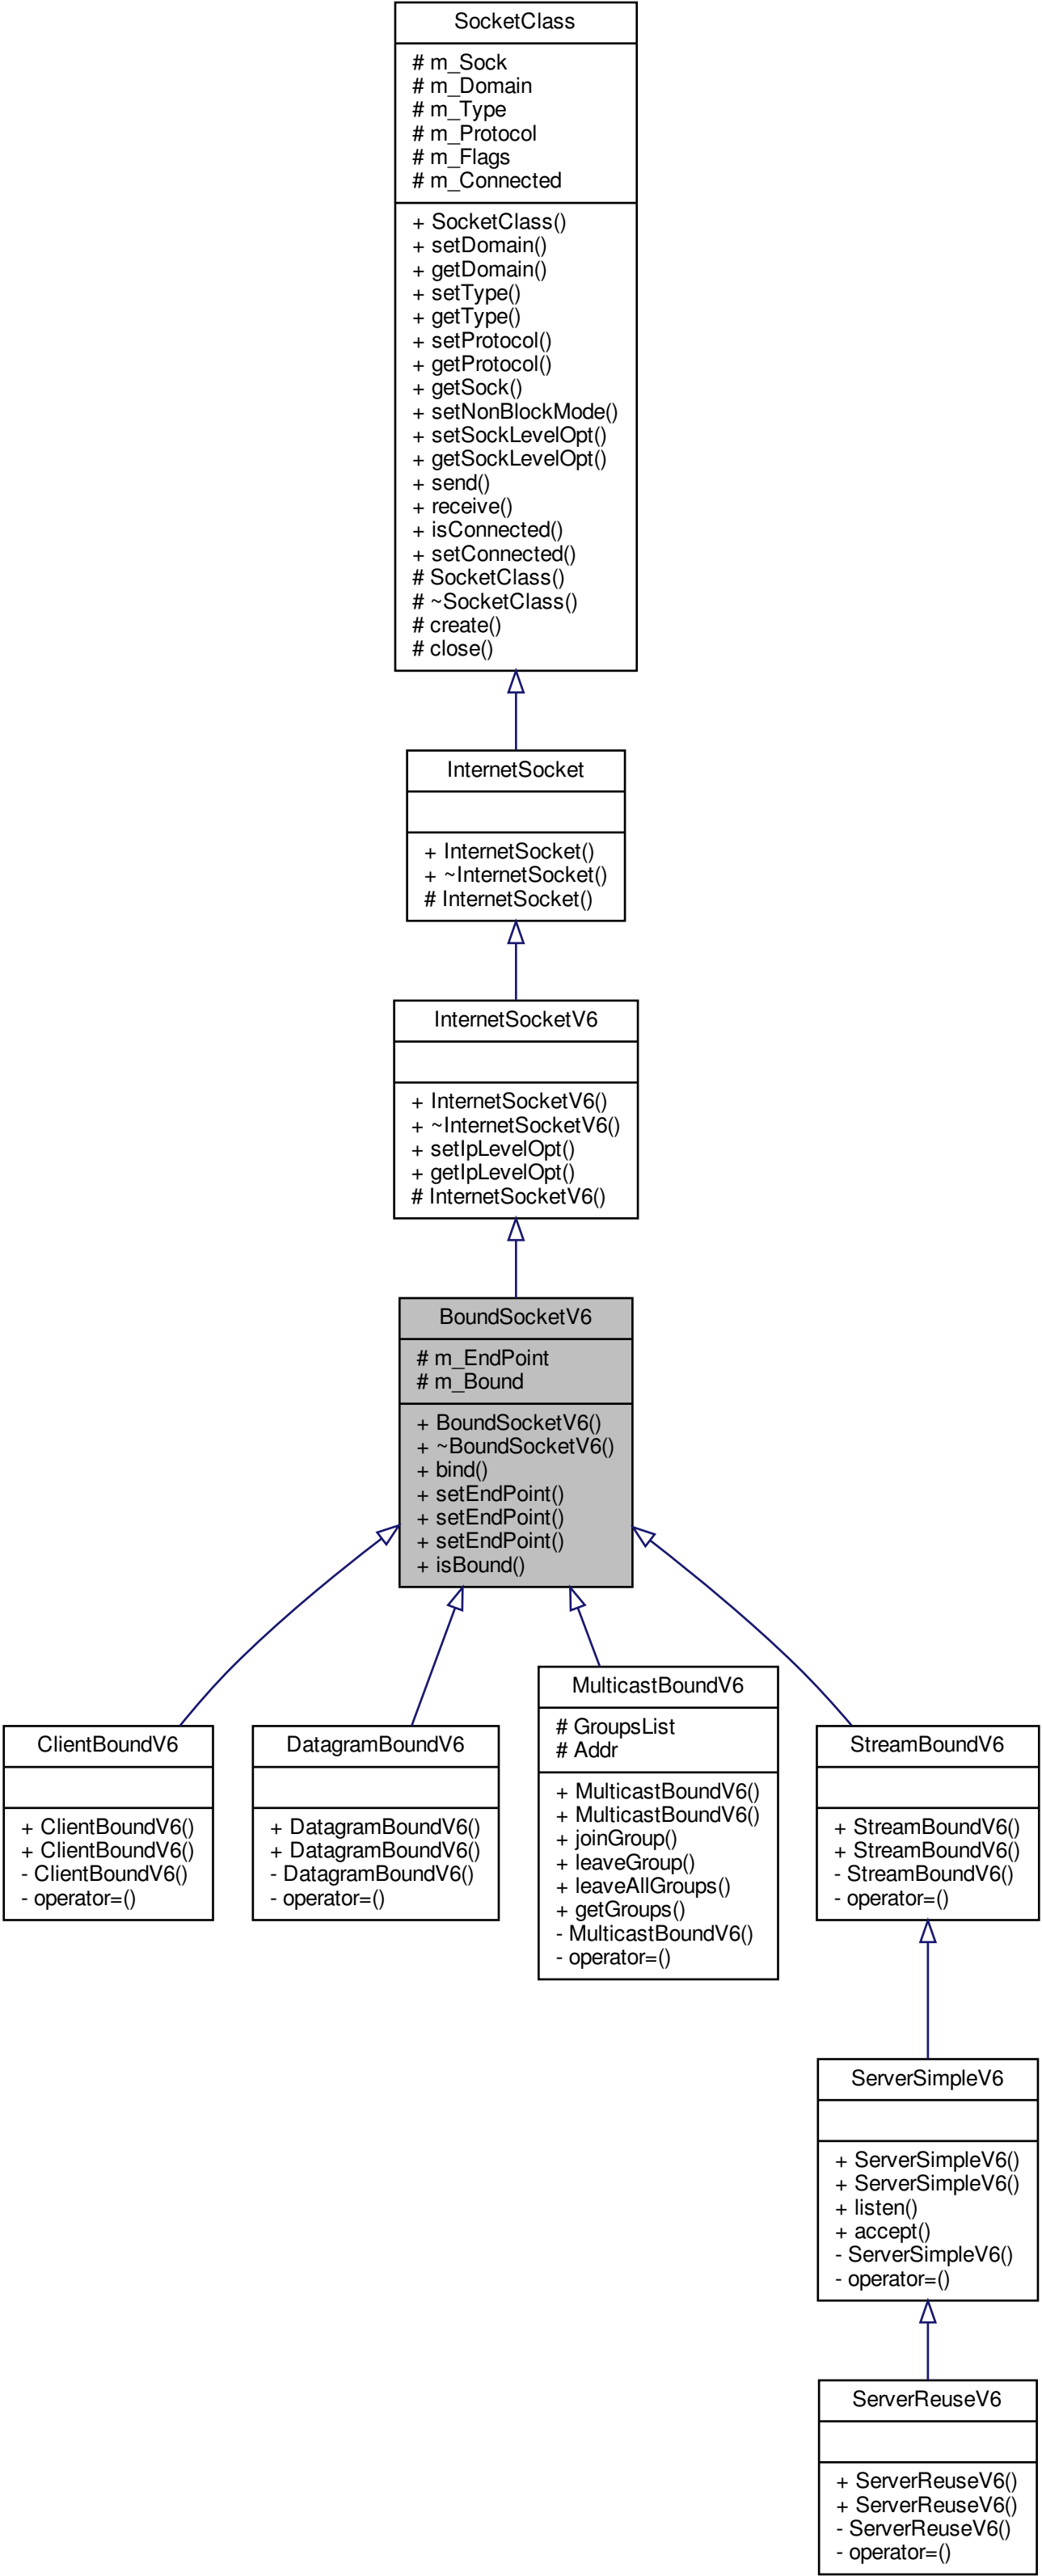 SocketClass
# m_Sock
# m_Domain
# m_Type
# m_Protocol
# m_Flags
# m_Connected
+ SocketClass()
+ setDomain()
+ getDomain()
+ setType()
+ getType()
+ setProtocol()
+ getProtocol()
+ getSock()
+ setNonBlockMode()
+ setSockLevelOpt()
+ getSockLevelOpt()
+ send()
+ receive()
+ isConnected()
+ setConnected()
# SocketClass()
# ~SocketClass()
# create()
# close()
InternetSocket
+ InternetSocket()
+ ~InternetSocket()
# InternetSocket()
InternetSocketV6
+ InternetSocketV6()
+ ~InternetSocketV6()
+ setIpLevelOpt()
+ getIpLevelOpt()
# InternetSocketV6()
BoundSocketV6
# m_EndPoint
# m_Bound
+ BoundSocketV6()
+ ~BoundSocketV6()
+ bind()
+ setEndPoint()
+ setEndPoint()
+ setEndPoint()
+ isBound()
ClientBoundV6
+ ClientBoundV6()
+ ClientBoundV6()
- ClientBoundV6()
- operator=()
DatagramBoundV6
+ DatagramBoundV6()
+ DatagramBoundV6()
- DatagramBoundV6()
- operator=()
MulticastBoundV6
# GroupsList
# Addr
+ MulticastBoundV6()
+ MulticastBoundV6()
+ joinGroup()
+ leaveGroup()
+ leaveAllGroups()
+ getGroups()
- MulticastBoundV6()
- operator=()
StreamBoundV6
+ StreamBoundV6()
+ StreamBoundV6()
- StreamBoundV6()
- operator=()
ServerSimpleV6
+ ServerSimpleV6()
+ ServerSimpleV6()
+ listen()
+ accept()
- ServerSimpleV6()
- operator=()
ServerReuseV6
+ ServerReuseV6()
+ ServerReuseV6()
- ServerReuseV6()
- operator=()